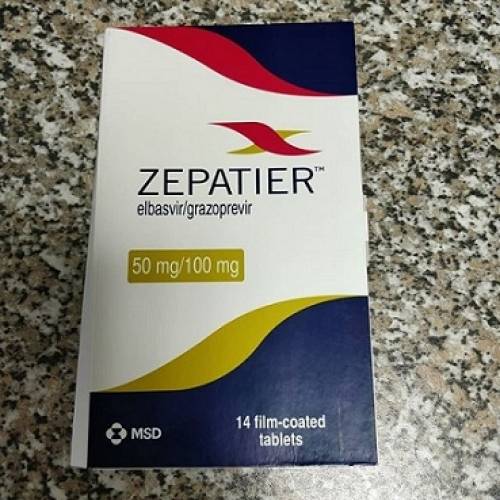 ZEPATIER™
elbasvir/grazoprevir
50 mg/100 mg
14 film-coated
tablets
MSD